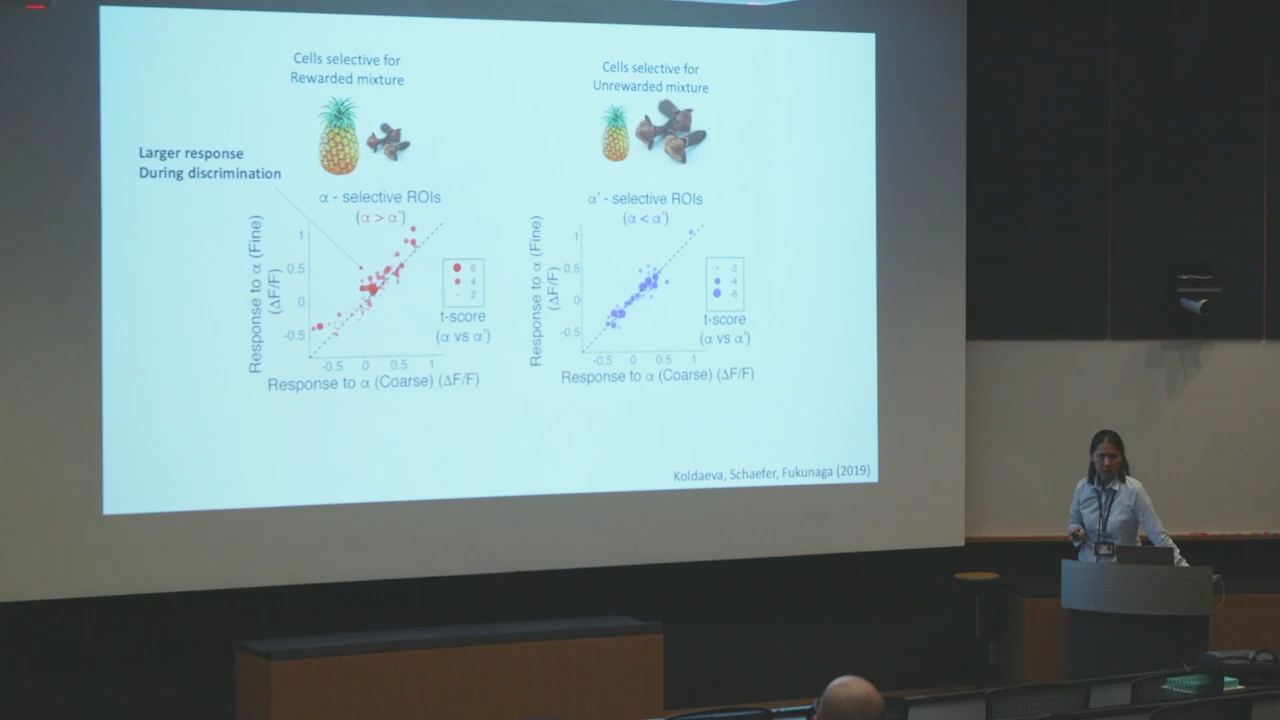 Cells selective for
Rewarded mixture
Cells selective for
Unrewarded mixture
Larger response
During discrimination
α - selective ROIs
(α > α')
Response to α (Fine)
(ΔF/F)
1
0.5
0
-0.5
-0.5
0
0.5
1
Response to α (Coarse) (ΔF/F)
6
4
2
t-score
(α vs α')
α' - selective ROIs
(α < α')
Response to α (Fine)
(ΔF/F)
1
0.5
0
-0.5
-0.5
0
0.5
1
Response to α (Coarse) (ΔF/F)
-2
-4
-6
t-score
(α vs α')
Koldaeva, Schaefer, Fukunaga (2019)